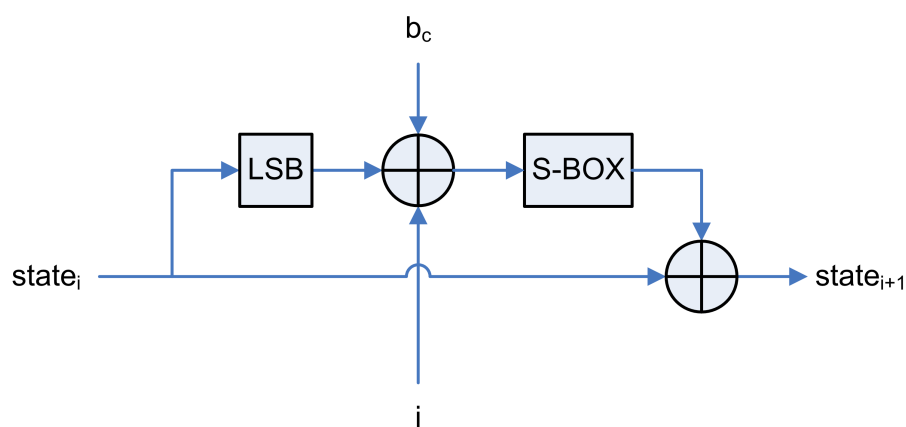 b_c
LSB
S-BOX
state_i
state_i+1
i